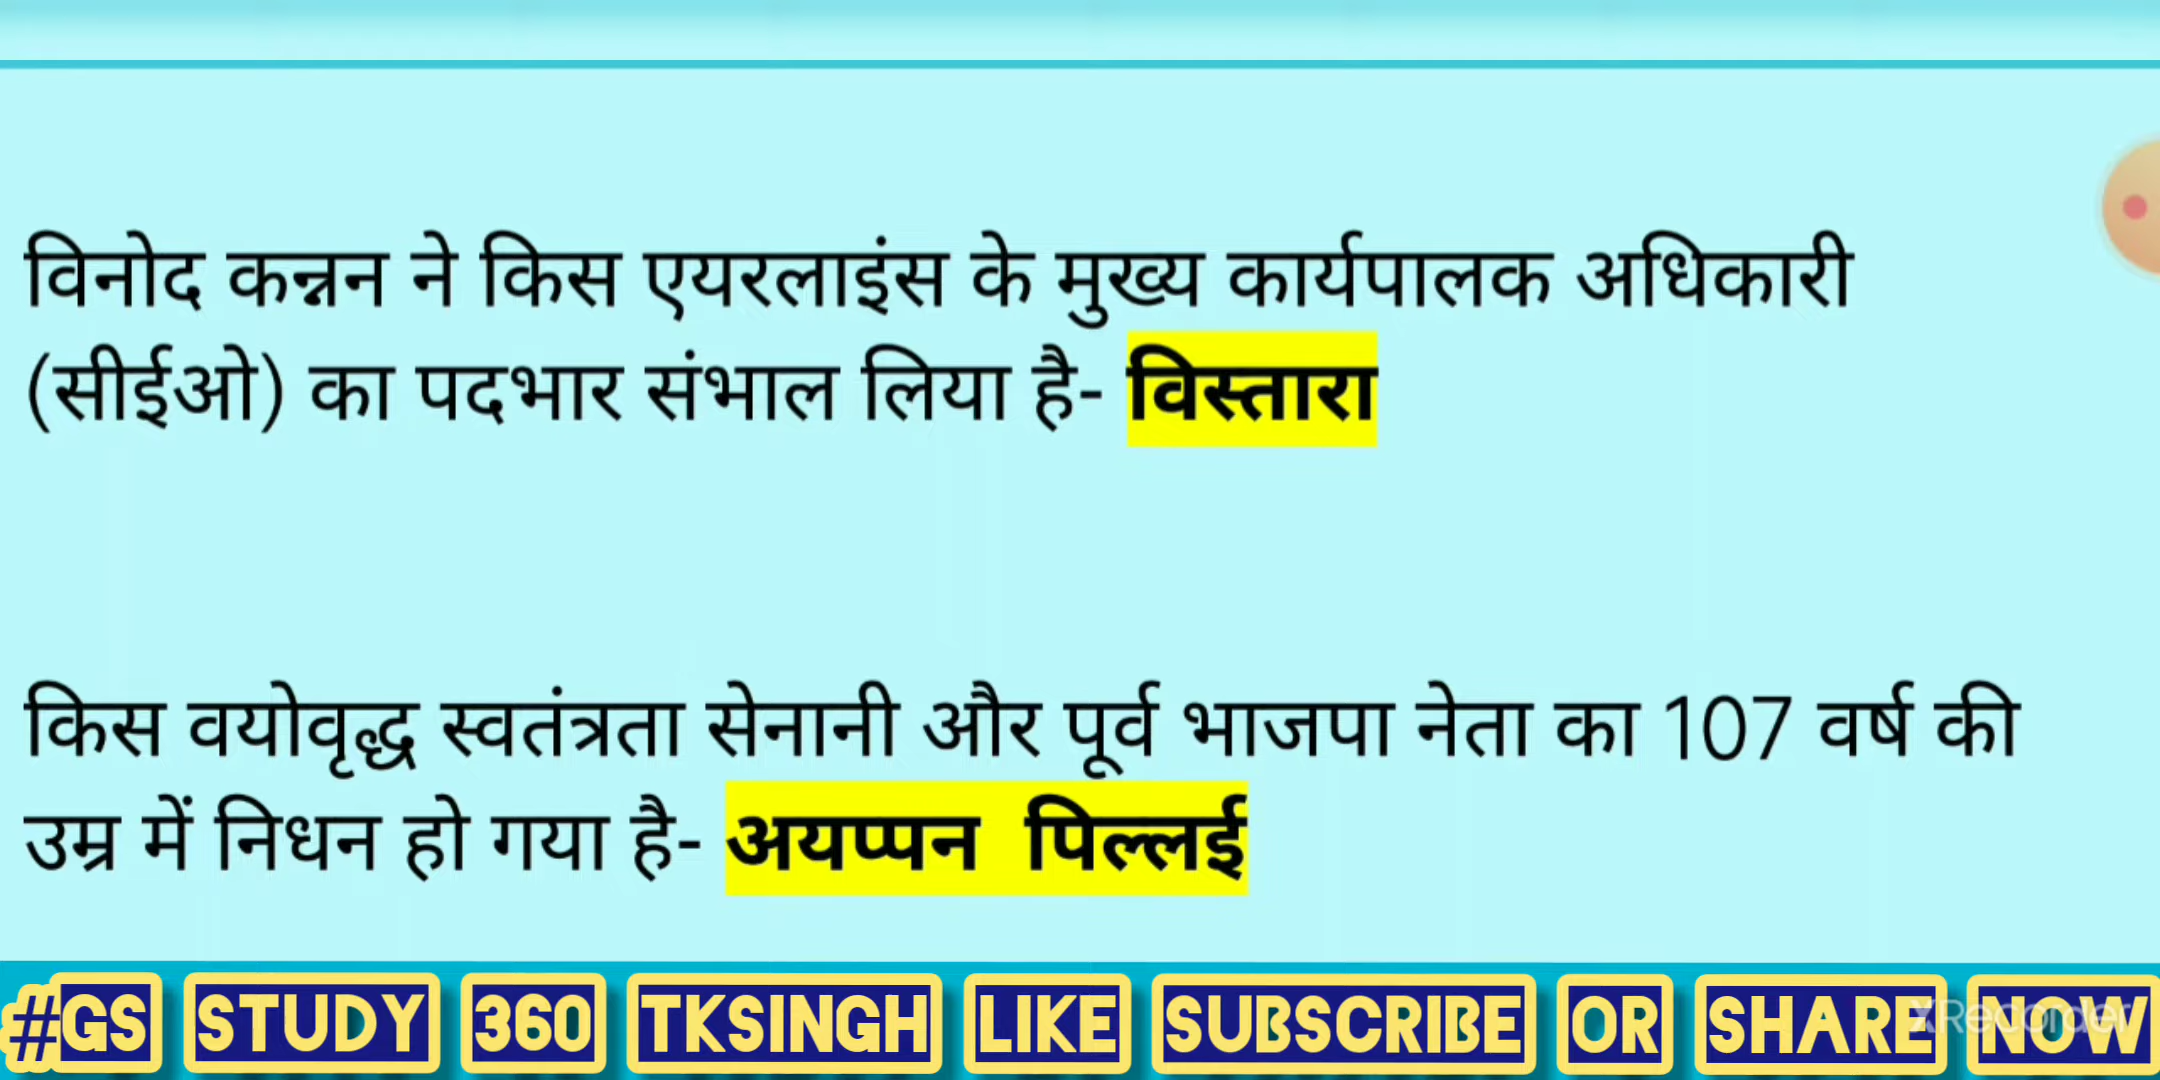 विनोद कन्नन ने किस एयरलाइंस के मुख्य कार्यपालक अधिकारी
(सीईओ) का पदभार संभाल लिया है- विस्तारा
किस वयोवृद्ध स्वतंत्रता सेनानी और पूर्व भाजपा नेता का 107 वर्ष की
उम्र में निधन हो गया है- अयप्पन पिल्लई
#GS STUDY 360 TKSINGH LIKE SUBSCRIBE OR SHARE NOW
XRecorder